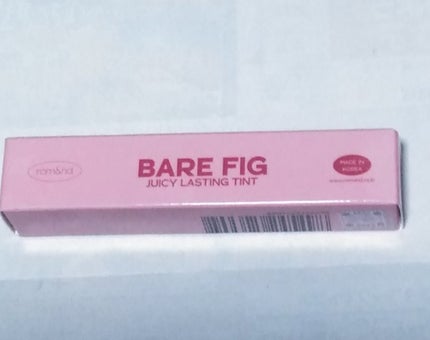 rom&nd
BARE FIG
JUICY LASTING TINT
MADE IN
KOREA